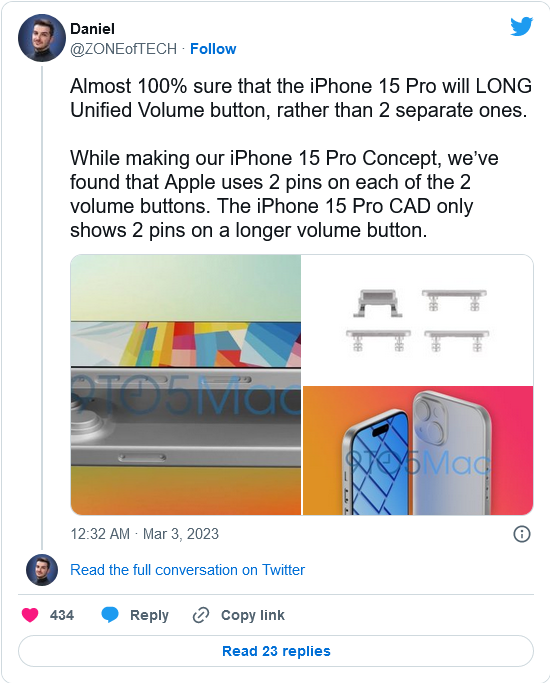 Daniel
@ZONEofTECH · Follow
Almost 100% sure that the iPhone 15 Pro will LONG
Unified Volume button, rather than 2 separate ones.
While making our iPhone 15 Pro Concept, we’ve
found that Apple uses 2 pins on each of the 2
volume buttons. The iPhone 15 Pro CAD only
shows 2 pins on a longer volume button.
9TO5Mac
9TO5Mac
12:32 AM · Mar 3, 2023
Read the full conversation on Twitter
434 Reply Copy link
Read 23 replies